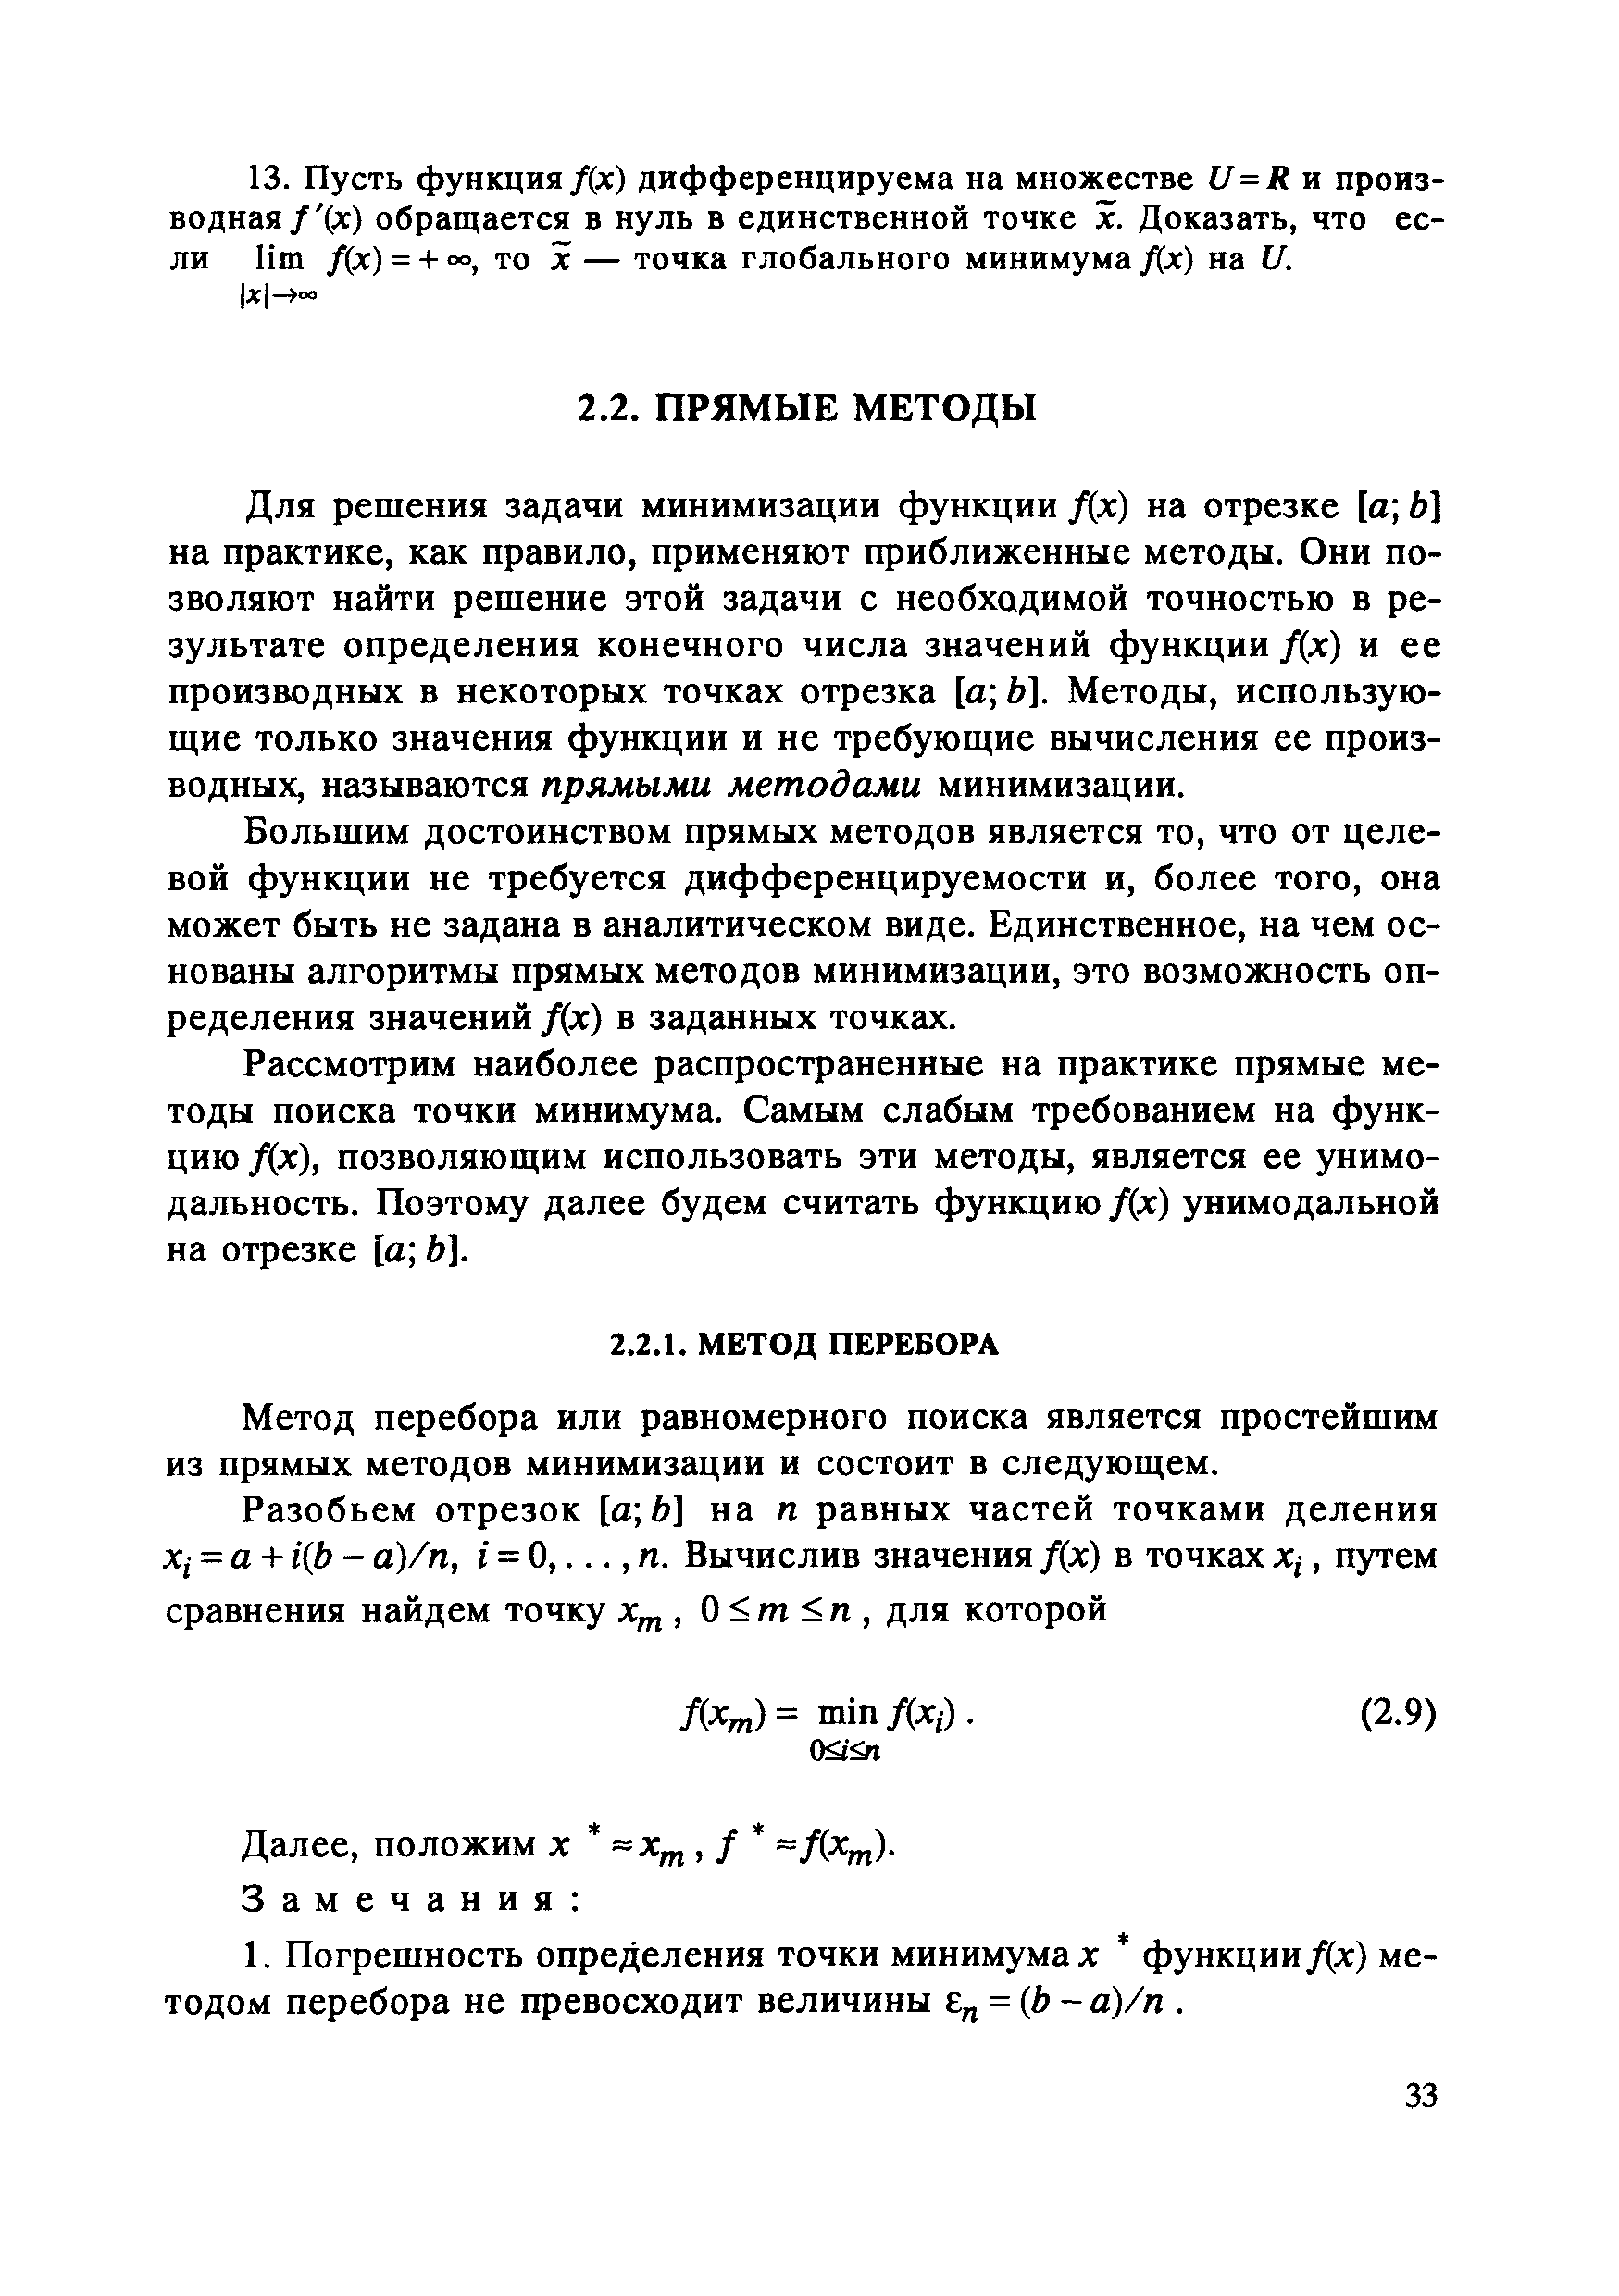 13. Пусть функция f(x) дифференцируема на множестве U = R и произ-
водная f ′(x) обращается в нуль в единственной точке x̃. Доказать, что ес-
ли lim f(x) = + ∞, то x̃ — точка глобального минимума f(x) на U.
|x|→∞
2.2. ПРЯМЫЕ МЕТОДЫ
Для решения задачи минимизации функции f(x) на отрезке [a; b]
на практике, как правило, применяют приближенные методы. Они по-
зволяют найти решение этой задачи с необходимой точностью в ре-
зультате определения конечного числа значений функции f(x) и ее
производных в некоторых точках отрезка [a; b]. Методы, использую-
щие только значения функции и не требующие вычисления ее произ-
водных, называются прямыми методами минимизации.
Большим достоинством прямых методов является то, что от целе-
вой функции не требуется дифференцируемости и, более того, она
может быть не задана в аналитическом виде. Единственное, на чем ос-
нованы алгоритмы прямых методов минимизации, это возможность оп-
ределения значений f(x) в заданных точках.
Рассмотрим наиболее распространенные на практике прямые ме-
тоды поиска точки минимума. Самым слабым требованием на функ-
цию f(x), позволяющим использовать эти методы, является ее унимо-
дальность. Поэтому далее будем считать функцию f(x) унимодальной
на отрезке [a; b].
2.2.1. МЕТОД ПЕРЕБОРА
Метод перебора или равномерного поиска является простейшим
из прямых методов минимизации и состоит в следующем.
Разобьем отрезок [a; b] на n равных частей точками деления
xᵢ = a + i(b − a)/n, i = 0, . . . , n. Вычислив значения f(x) в точках xᵢ , путем
сравнения найдем точку xₘ , 0 ≤ m ≤ n , для которой
f(xₘ) = min f(xᵢ) . (2.9)
0≤i≤n
Далее, положим x * ≈ xₘ , f * ≈ f(xₘ).
З а м е ч а н и я :
1. Погрешность определения точки минимума x * функции f(x) ме-
тодом перебора не превосходит величины εₙ = (b − a)/n .
33